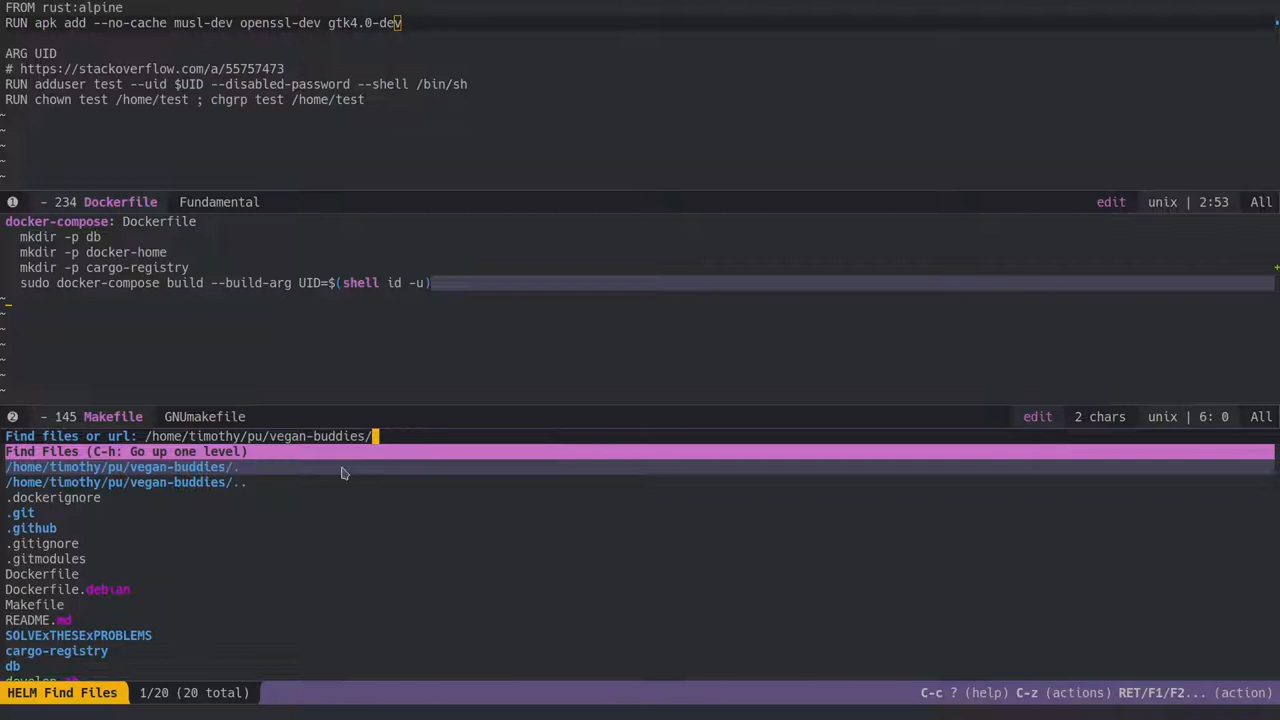 FROM rust:alpine
RUN apk add --no-cache musl-dev openssl-dev gtk4.0-dev
ARG UID
# https://stackoverflow.com/a/55757473
RUN adduser test --uid $UID --disabled-password --shell /bin/sh
RUN chown test /home/test ; chgrp test /home/test
~
~
~
~
~
❶ - 234 Dockerfile Fundamental edit unix | 2:53 All
docker-compose: Dockerfile
mkdir -p db
mkdir -p docker-home
mkdir -p cargo-registry
sudo docker-compose build --build-arg UID=$(shell id -u)
~
~
~
~
~
~
~
❷ - 145 Makefile GNUmakefile edit 2 chars unix | 6: 0 All
Find files or url: /home/timothy/pu/vegan-buddies/
Find Files (C-h: Go up one level)
/home/timothy/pu/vegan-buddies/.
/home/timothy/pu/vegan-buddies/..
.dockerignore
.git
.github
.gitignore
.gitmodules
Dockerfile
Dockerfile.debian
Makefile
README.md
SOLVExTHESExPROBLEMS
cargo-registry
db
HELM Find Files 1/20 (20 total) C-c ? (help) C-z (actions) RET/F1/F2... (action)